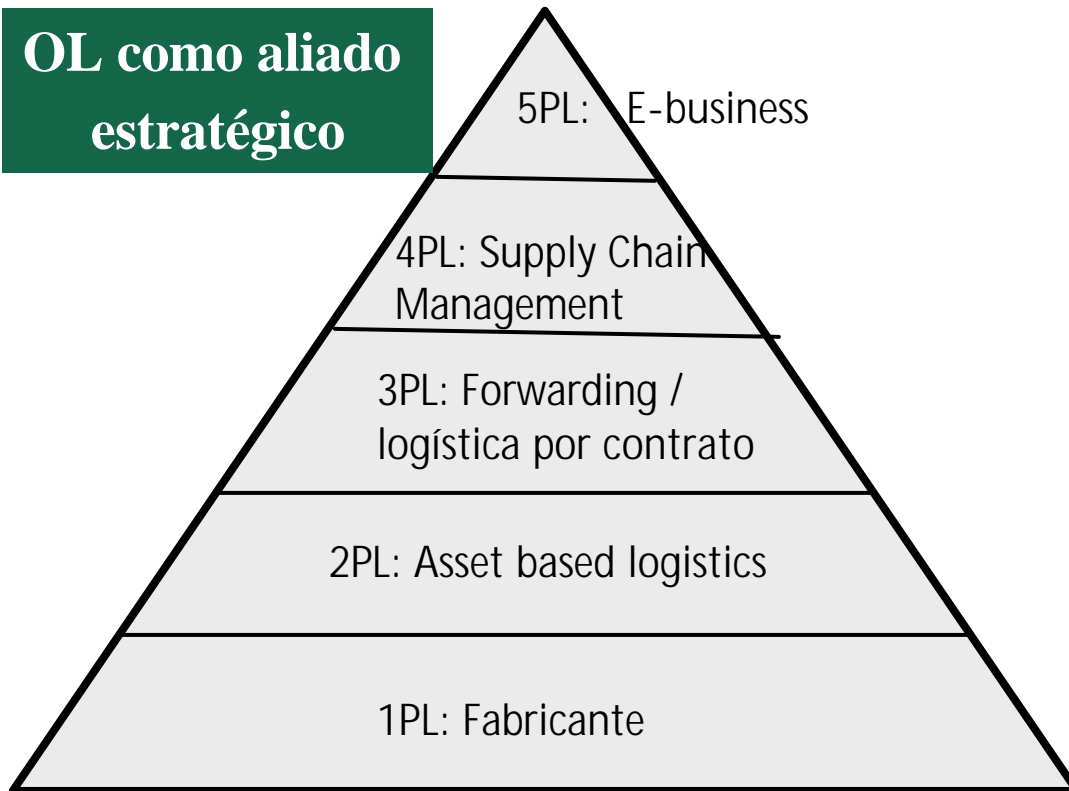 OL como aliado
estratégico
5PL: E-business
4PL: Supply Chain
Management
3PL: Forwarding /
logística por contrato
2PL: Asset based logistics
1PL: Fabricante